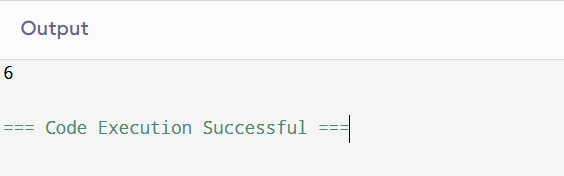 Output
6
=== Code Execution Successful ===